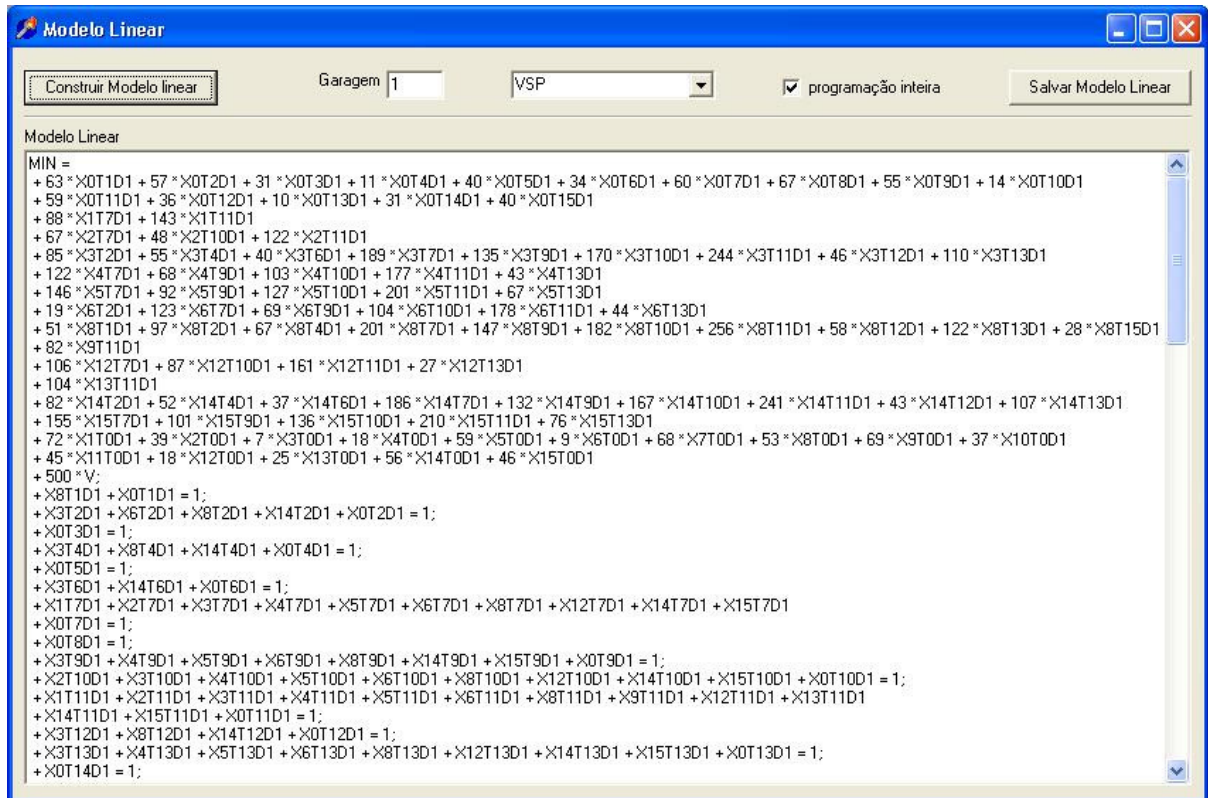 Modelo Linear
Construir Modelo linear Garagem 1 VSP programação inteira Salvar Modelo Linear
Modelo Linear
MIN =
+ 63 * X0T1D1 + 57 * X0T2D1 + 31 * X0T3D1 + 11 * X0T4D1 + 40 * X0T5D1 + 34 * X0T6D1 + 60 * X0T7D1 + 67 * X0T8D1 + 55 * X0T9D1 + 14 * X0T10D1
+ 59 * X0T11D1 + 36 * X0T12D1 + 10 * X0T13D1 + 31 * X0T14D1 + 40 * X0T15D1
+ 88 * X1T7D1 + 143 * X1T11D1
+ 67 * X2T7D1 + 48 * X2T10D1 + 122 * X2T11D1
+ 85 * X3T2D1 + 55 * X3T4D1 + 40 * X3T6D1 + 189 * X3T7D1 + 135 * X3T9D1 + 170 * X3T10D1 + 244 * X3T11D1 + 46 * X3T12D1 + 110 * X3T13D1
+ 122 * X4T7D1 + 68 * X4T9D1 + 103 * X4T10D1 + 177 * X4T11D1 + 43 * X4T13D1
+ 146 * X5T7D1 + 92 * X5T9D1 + 127 * X5T10D1 + 201 * X5T11D1 + 67 * X5T13D1
+ 19 * X6T2D1 + 123 * X6T7D1 + 69 * X6T9D1 + 104 * X6T10D1 + 178 * X6T11D1 + 44 * X6T13D1
+ 51 * X8T1D1 + 97 * X8T2D1 + 67 * X8T4D1 + 201 * X8T7D1 + 147 * X8T9D1 + 182 * X8T10D1 + 256 * X8T11D1 + 58 * X8T12D1 + 122 * X8T13D1 + 28 * X8T15D1
+ 82 * X9T11D1
+ 106 * X12T7D1 + 87 * X12T10D1 + 161 * X12T11D1 + 27 * X12T13D1
+ 104 * X13T11D1
+ 82 * X14T2D1 + 52 * X14T4D1 + 37 * X14T6D1 + 186 * X14T7D1 + 132 * X14T9D1 + 167 * X14T10D1 + 241 * X14T11D1 + 43 * X14T12D1 + 107 * X14T13D1
+ 155 * X15T7D1 + 101 * X15T9D1 + 136 * X15T10D1 + 210 * X15T11D1 + 76 * X15T13D1
+ 72 * X1T0D1 + 39 * X2T0D1 + 7 * X3T0D1 + 18 * X4T0D1 + 59 * X5T0D1 + 9 * X6T0D1 + 68 * X7T0D1 + 53 * X8T0D1 + 69 * X9T0D1 + 37 * X10T0D1
+ 45 * X11T0D1 + 18 * X12T0D1 + 25 * X13T0D1 + 56 * X14T0D1 + 46 * X15T0D1
+ 500 * V;
+ X8T1D1 + X0T1D1 = 1;
+ X3T2D1 + X6T2D1 + X8T2D1 + X14T2D1 + X0T2D1 = 1;
+ X0T3D1 = 1;
+ X3T4D1 + X8T4D1 + X14T4D1 + X0T4D1 = 1;
+ X0T5D1 = 1;
+ X3T6D1 + X14T6D1 + X0T6D1 = 1;
+ X1T7D1 + X2T7D1 + X3T7D1 + X4T7D1 + X5T7D1 + X6T7D1 + X8T7D1 + X12T7D1 + X14T7D1 + X15T7D1
+ X0T7D1 = 1;
+ X0T8D1 = 1;
+ X3T9D1 + X4T9D1 + X5T9D1 + X6T9D1 + X8T9D1 + X14T9D1 + X15T9D1 + X0T9D1 = 1;
+ X2T10D1 + X3T10D1 + X4T10D1 + X5T10D1 + X6T10D1 + X8T10D1 + X12T10D1 + X14T10D1 + X15T10D1 + X0T10D1 = 1;
+ X1T11D1 + X2T11D1 + X3T11D1 + X4T11D1 + X5T11D1 + X6T11D1 + X8T11D1 + X9T11D1 + X12T11D1 + X13T11D1
+ X14T11D1 + X15T11D1 + X0T11D1 = 1;
+ X3T12D1 + X8T12D1 + X14T12D1 + X0T12D1 = 1;
+ X3T13D1 + X4T13D1 + X5T13D1 + X6T13D1 + X8T13D1 + X12T13D1 + X14T13D1 + X15T13D1 + X0T13D1 = 1;
+ X0T14D1 = 1;